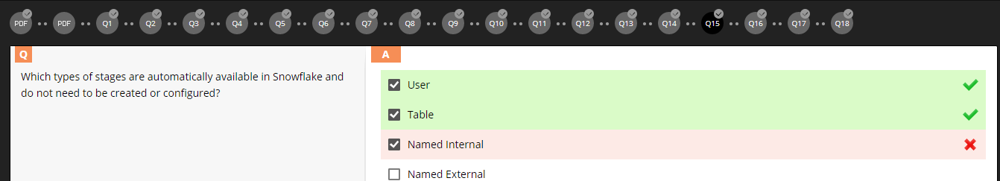 PDF PDF Q1 Q2 Q3 Q4 Q5 Q6 Q7 Q8 Q9 Q10 Q11 Q12 Q13 Q14 Q15 Q16 Q17 Q18
Q
Which types of stages are automatically available in Snowflake and
do not need to be created or configured?
A
User
Table
Named Internal
Named External